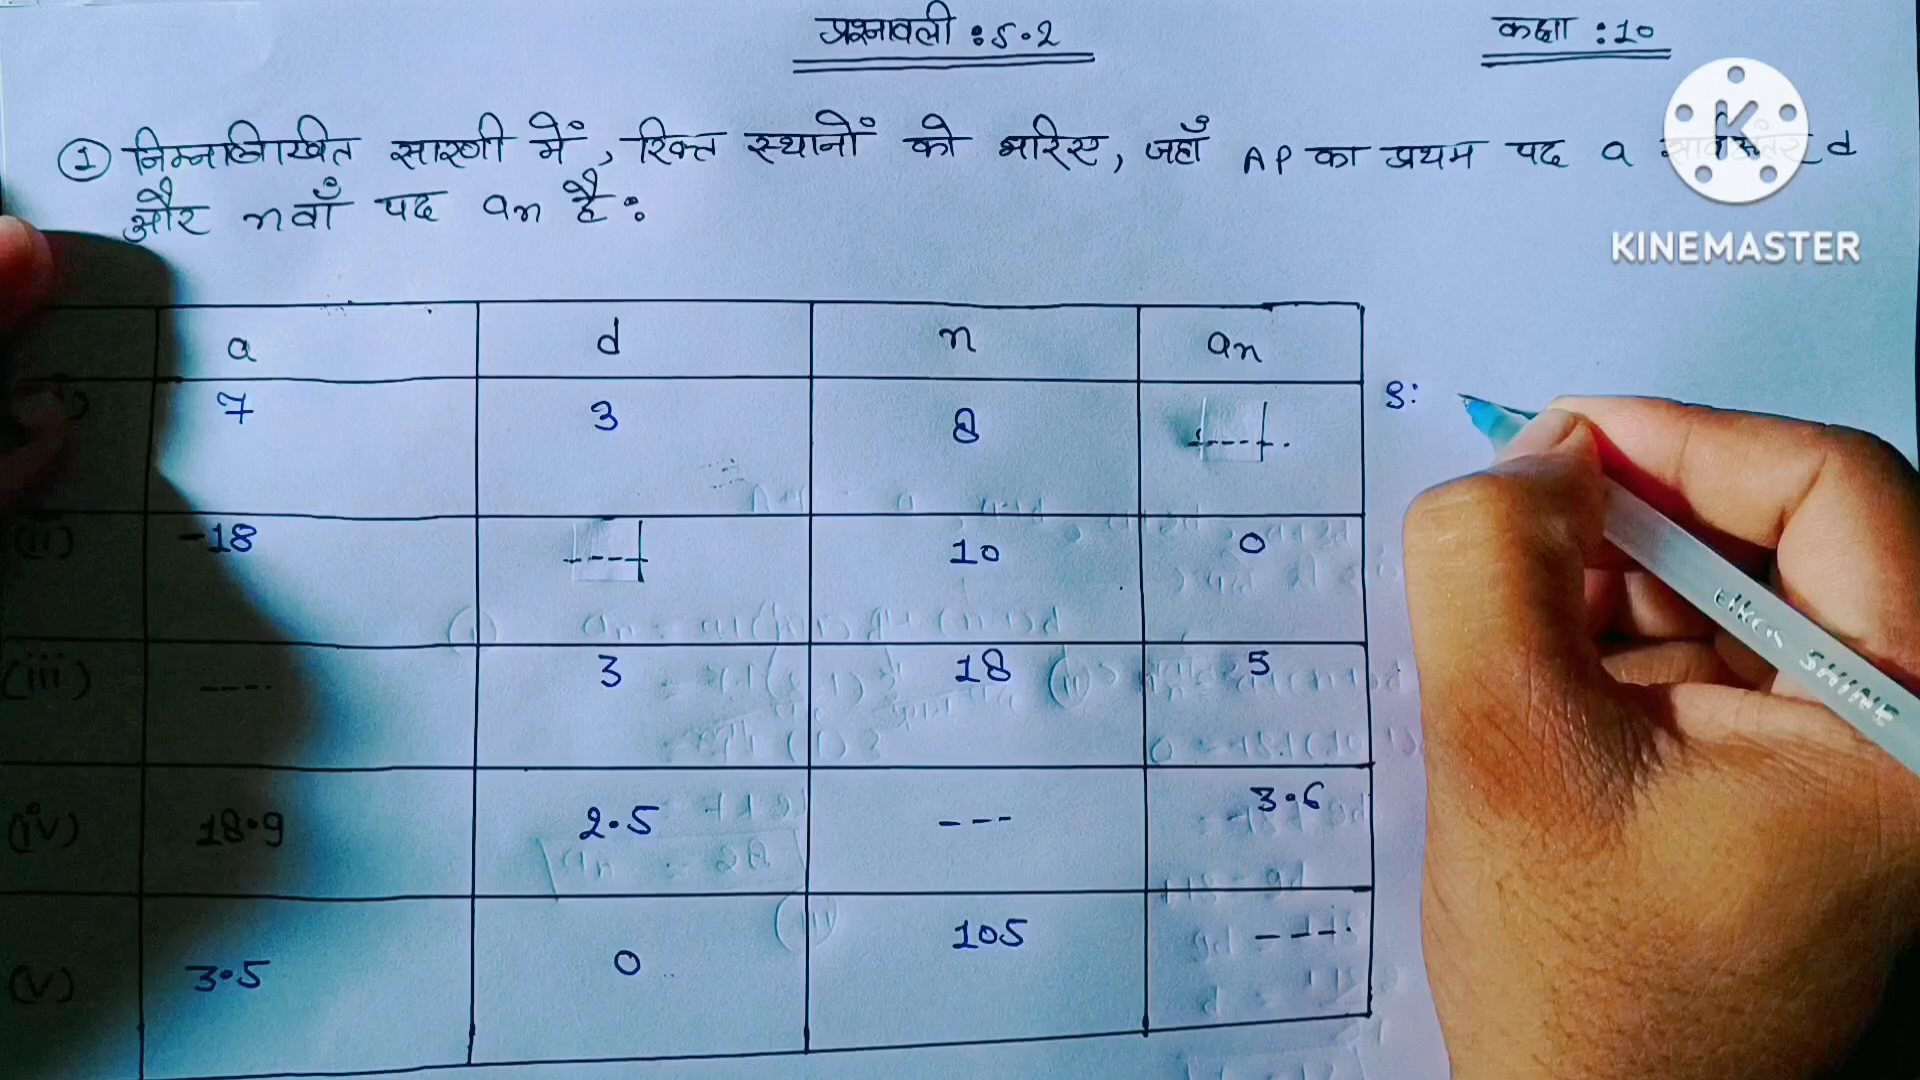 प्रश्नावली : 5.2
कक्षा : 10
① निम्नलिखित सारणी में, रिक्त स्थानों को भरिए, जहाँ AP का प्रथम पद a d
और nवाँ पद an है :
K
KINEMASTER
a d n an
7 3 8 ----.
(ii) -18 ---- 10 0
(iii) ---- 3 18 5
(iv) 18.9 2.5 --- 3.6
(v) 3.5 0 105 ----.
S:
Elkos SHINE